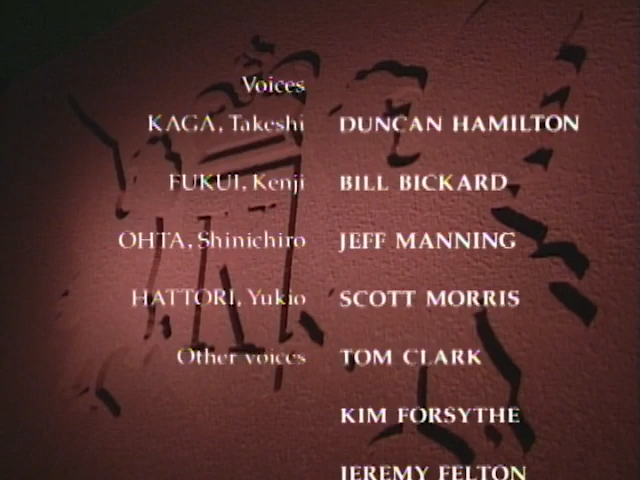 Voices
KAGA, Takeshi DUNCAN HAMILTON
FUKUI, Kenji BILL BICKARD
OHTA, Shinichiro JEFF MANNING
HATTORI, Yukio SCOTT MORRIS
Other voices TOM CLARK
KIM FORSYTHE
JEREMY FELTON